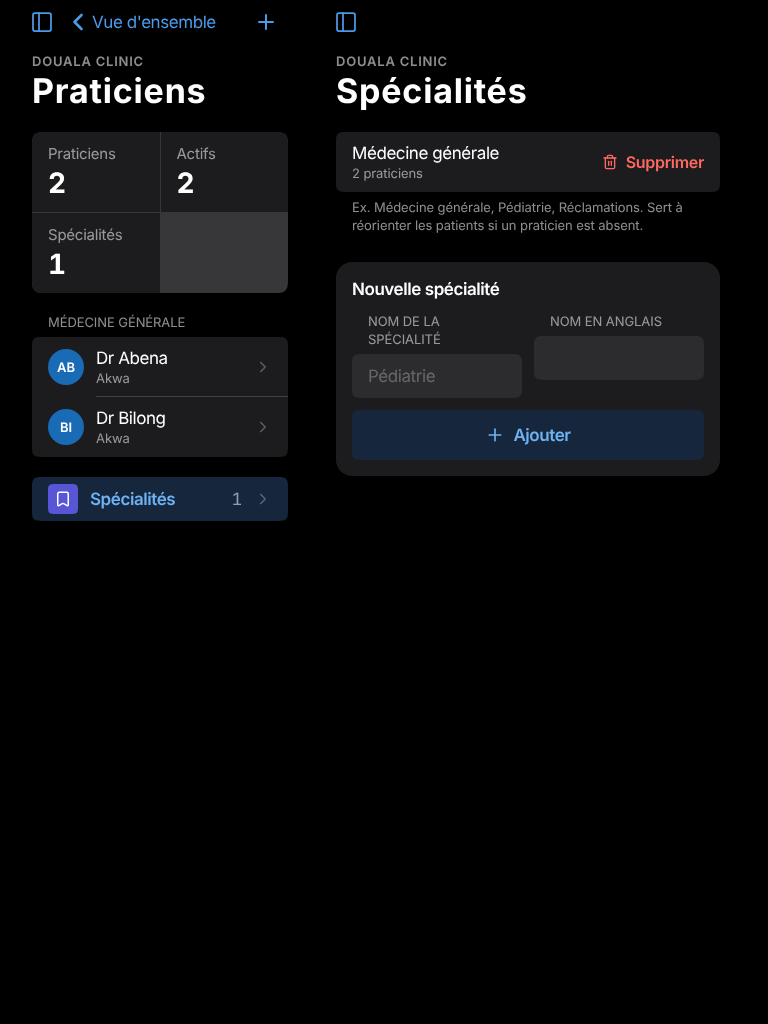 Vue d'ensemble
DOUALA CLINIC
Praticiens
Praticiens
2
Actifs
2
Spécialités
1
MÉDECINE GÉNÉRALE
AB
Dr Abena
Akwa
BI
Dr Bilong
Akwa
Spécialités
1
DOUALA CLINIC
Spécialités
Médecine générale
2 praticiens
Supprimer
Ex. Médecine générale, Pédiatrie, Réclamations. Sert à
réorienter les patients si un praticien est absent.
Nouvelle spécialité
NOM DE LA
SPÉCIALITÉ
Pédiatrie
NOM EN ANGLAIS
Ajouter